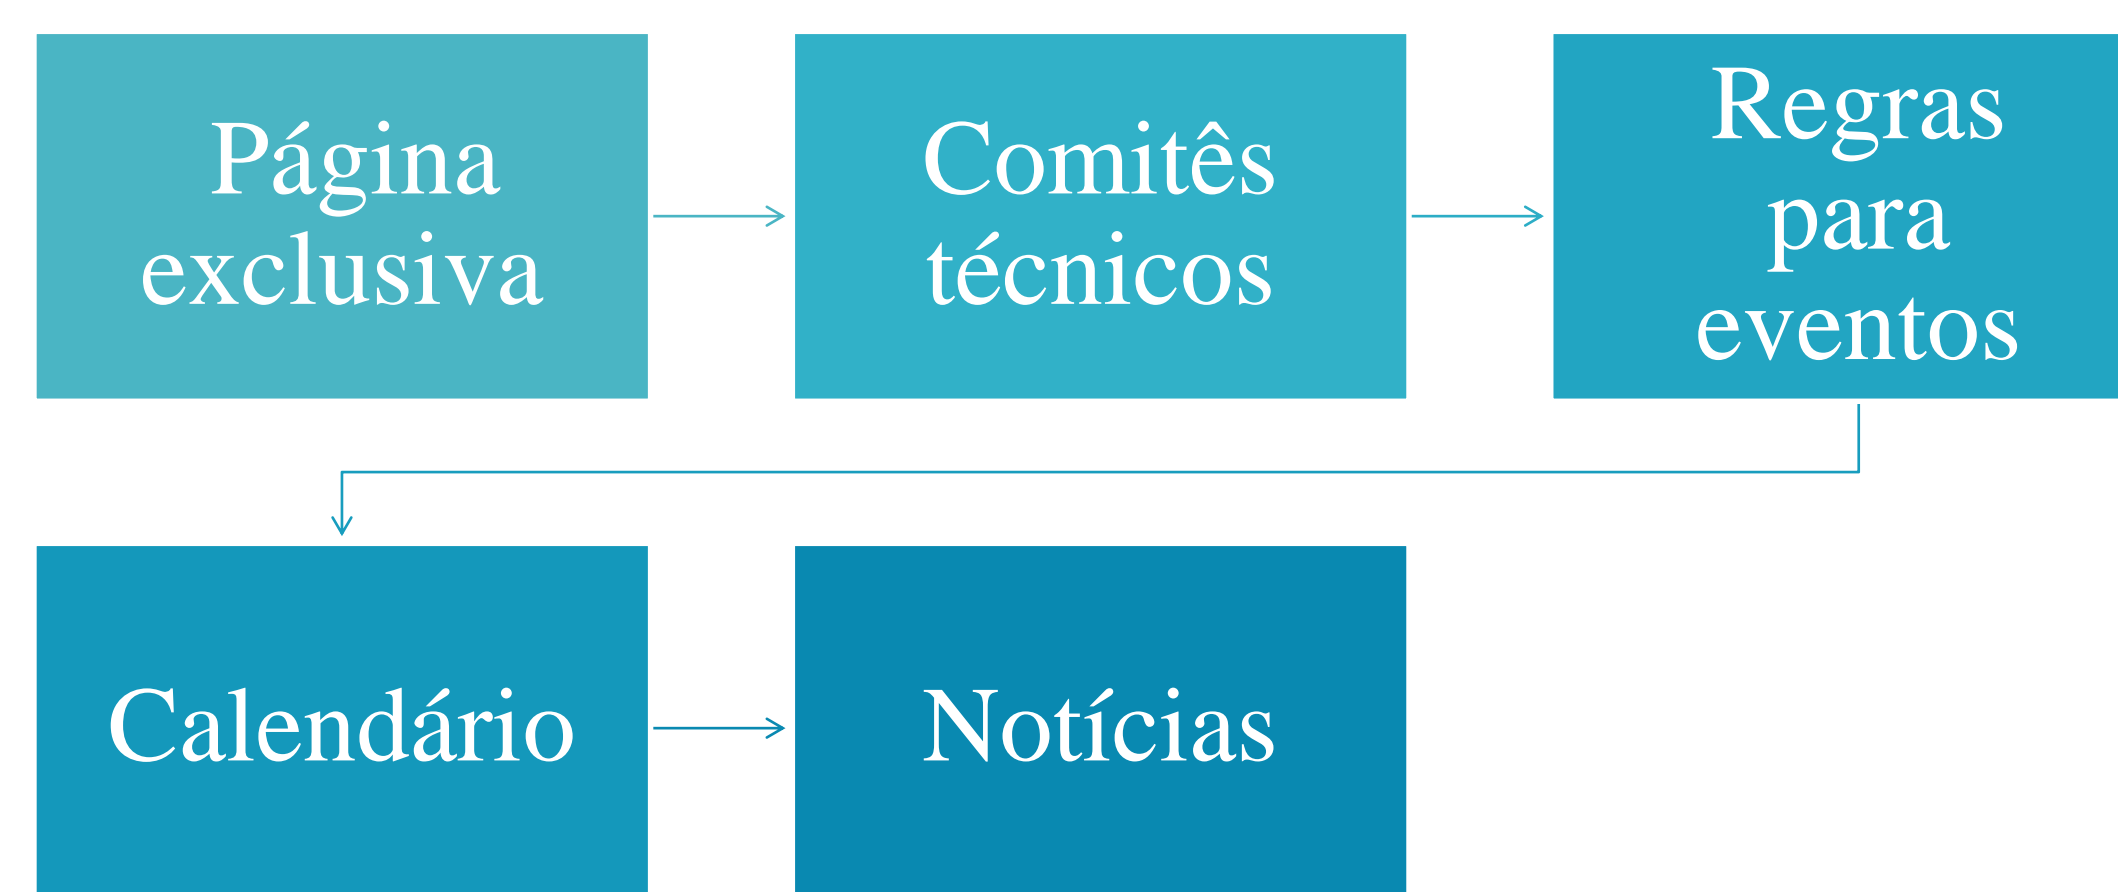 Página
exclusiva
Comitês
técnicos
Regras
para
eventos
Calendário
Notícias